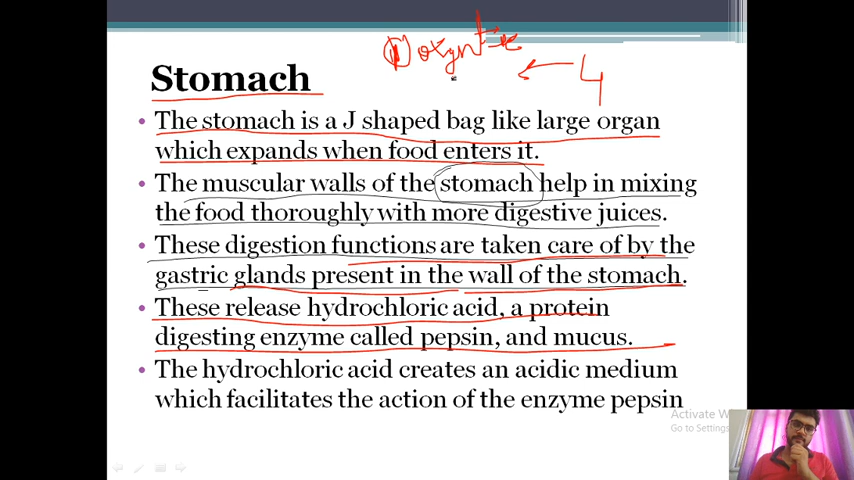 ① oxyntic
4
Stomach
• The stomach is a J shaped bag like large organ
which expands when food enters it.
• The muscular walls of the stomach help in mixing
the food thoroughly with more digestive juices.
• These digestion functions are taken care of by the
gastric glands present in the wall of the stomach.
• These release hydrochloric acid, a protein
digesting enzyme called pepsin, and mucus.
• The hydrochloric acid creates an acidic medium
which facilitates the action of the enzyme pepsin
Activate W
Go to Settings